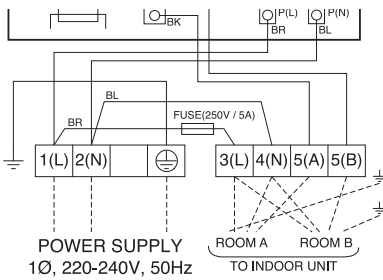 P(L) P(N)
BK BR BL
BL
BR FUSE(250V / 5A)
1(L) 2(N) 3(L) 4(N) 5(A) 5(B)
ROOM A ROOM B
POWER SUPPLY TO INDOOR UNIT
1Ø, 220-240V, 50Hz